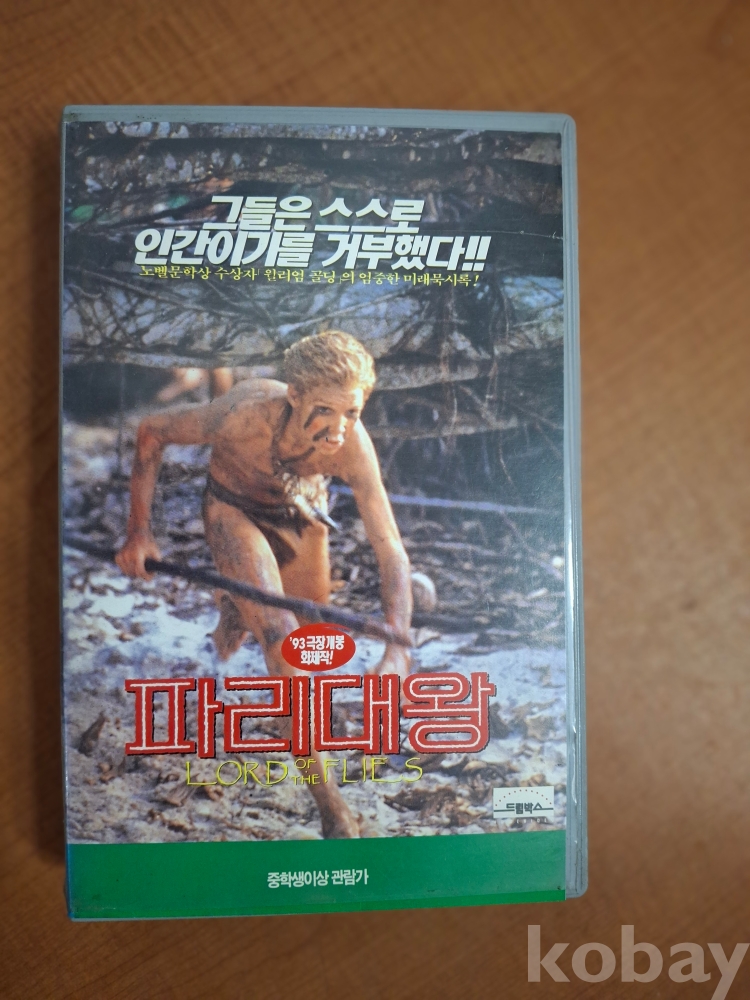 그들은 스스로
인간이기를 거부했다!!
노벨문학상 수상자「윌리엄 골딩」의 엄중한 미래묵시록!
'93 극장개봉
화제작!
파리대왕
LORD OF THE FLIES
드림박스
중학생이상 관람가
kobay